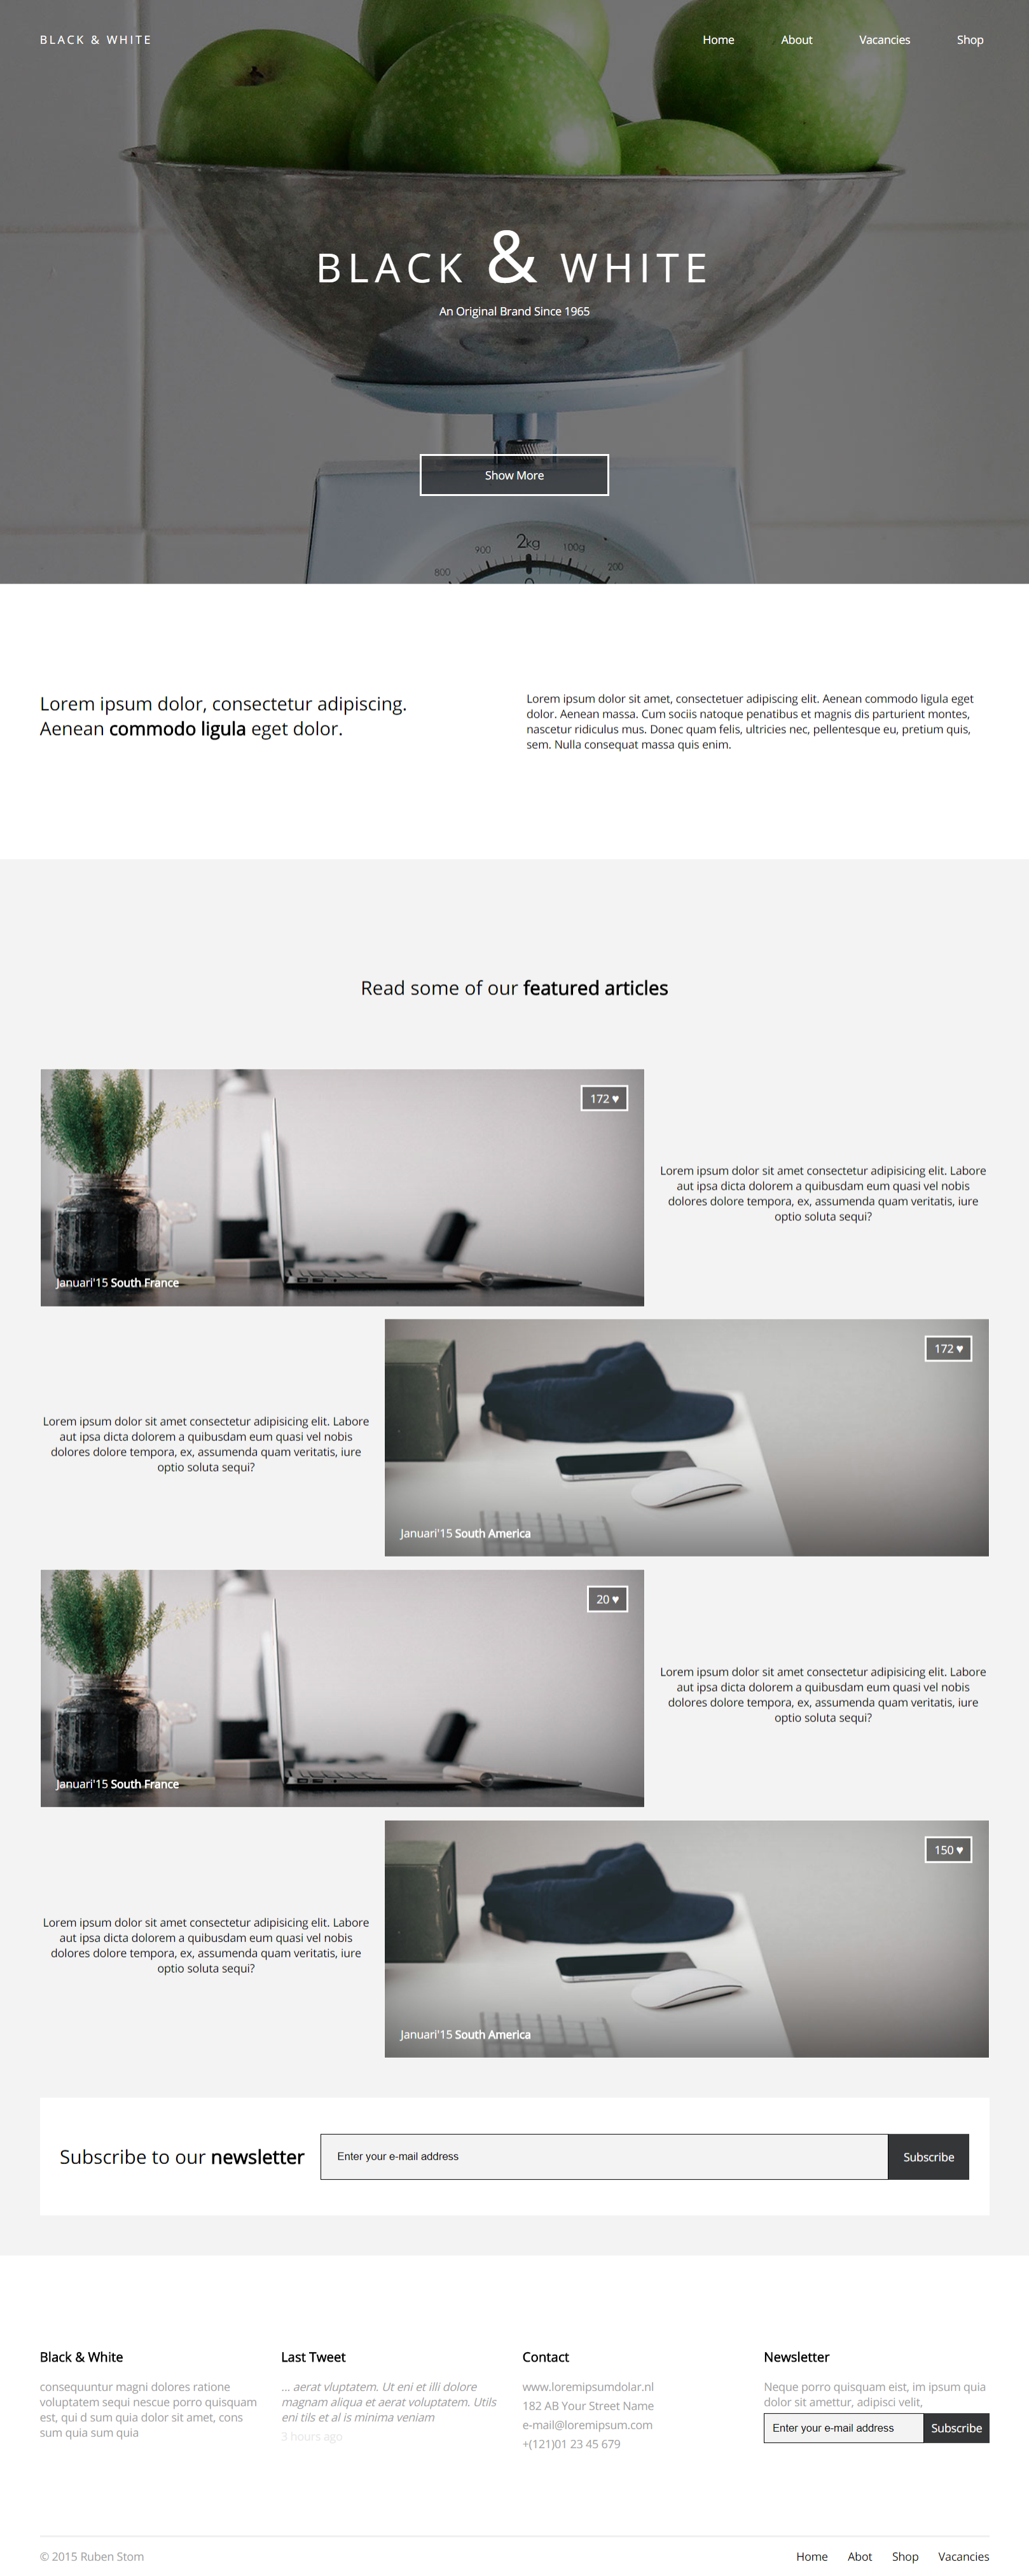 BLACK & WHITE
Home About Vacancies Shop
BLACK & WHITE
An Original Brand Since 1965
Show More
2kg
900
100g
800
200
0
Lorem ipsum dolor, consectetur adipiscing.
Aenean commodo ligula eget dolor.
Lorem ipsum dolor sit amet, consectetuer adipiscing elit. Aenean commodo ligula eget
dolor. Aenean massa. Cum sociis natoque penatibus et magnis dis parturient montes,
nascetur ridiculus mus. Donec quam felis, ultricies nec, pellentesque eu, pretium quis,
sem. Nulla consequat massa quis enim.
Read some of our featured articles
172 ♥
Januari'15 South France
Lorem ipsum dolor sit amet consectetur adipisicing elit. Labore
aut ipsa dicta dolorem a quibusdam eum quasi vel nobis
dolores dolore tempora, ex, assumenda quam veritatis, iure
optio soluta sequi?
Lorem ipsum dolor sit amet consectetur adipisicing elit. Labore
aut ipsa dicta dolorem a quibusdam eum quasi vel nobis
dolores dolore tempora, ex, assumenda quam veritatis, iure
optio soluta sequi?
172 ♥
Januari'15 South America
20 ♥
Januari'15 South France
Lorem ipsum dolor sit amet consectetur adipisicing elit. Labore
aut ipsa dicta dolorem a quibusdam eum quasi vel nobis
dolores dolore tempora, ex, assumenda quam veritatis, iure
optio soluta sequi?
Lorem ipsum dolor sit amet consectetur adipisicing elit. Labore
aut ipsa dicta dolorem a quibusdam eum quasi vel nobis
dolores dolore tempora, ex, assumenda quam veritatis, iure
optio soluta sequi?
150 ♥
Januari'15 South America
Subscribe to our newsletter
Enter your e-mail address
Subscribe
Black & White
consequuntur magni dolores ratione
voluptatem sequi nescue porro quisquam
est, qui d sum quia dolor sit amet, cons
sum quia sum quia
Last Tweet
... aerat vluptatem. Ut eni et illi dolore
magnam aliqua et aerat voluptatem. Utils
eni tils et al is minima veniam
3 hours ago
Contact
www.loremipsumdolar.nl
182 AB Your Street Name
e-mail@loremipsum.com
+(121)01 23 45 679
Newsletter
Neque porro quisquam eist, im ipsum quia
dolor sit amettur, adipisci velit,
Enter your e-mail address
Subscribe
© 2015 Ruben Stom
Home Abot Shop Vacancies